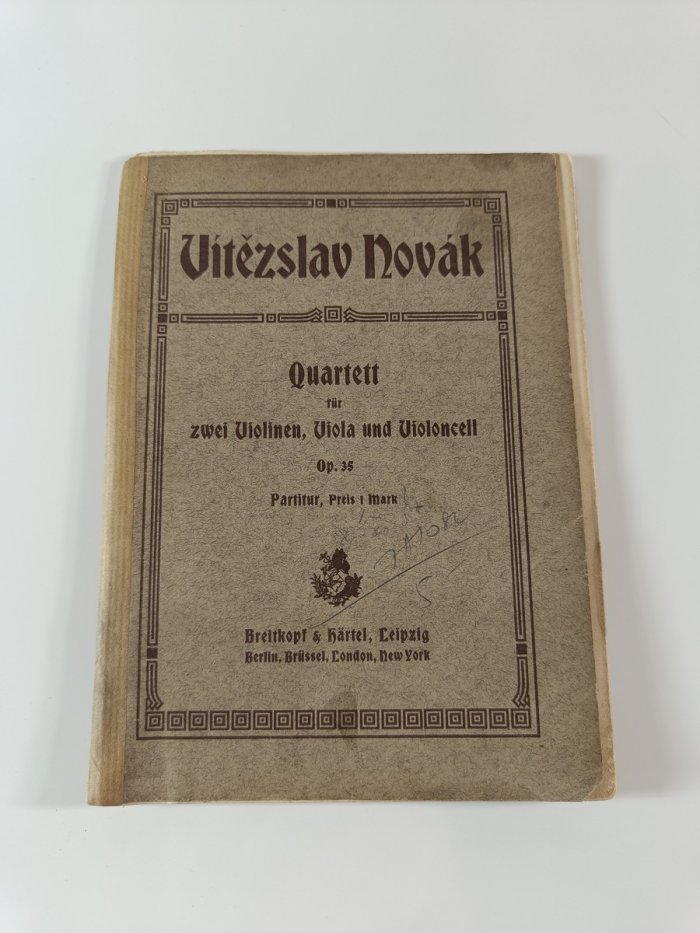 Vítězslav Novák
Quartett
für
zwei Violinen, Viola und Violoncell
Op. 35
Partitur, Preis 1 Mark
Breitkopf & Härtel, Leipzig
Berlin, Brüssel, London, New York